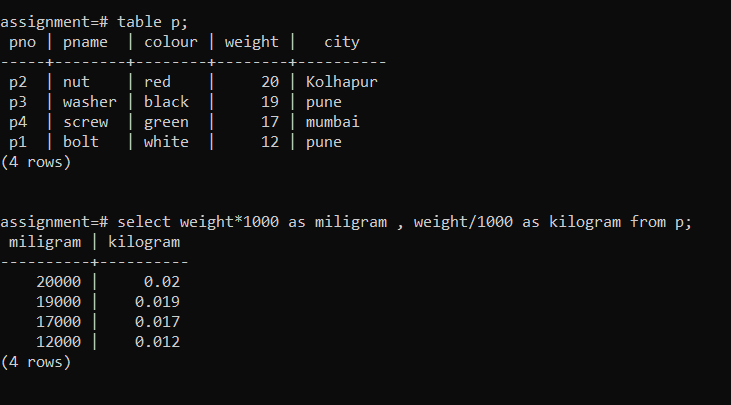 assignment=# table p;
 pno | pname  | colour | weight |   city
-----+--------+--------+--------+----------
 p2  | nut    | red    |     20 | Kolhapur
 p3  | washer | black  |     19 | pune
 p4  | screw  | green  |     17 | mumbai
 p1  | bolt   | white  |     12 | pune
(4 rows)
assignment=# select weight*1000 as miligram , weight/1000 as kilogram from p;
 miligram | kilogram
----------+----------
    20000 |     0.02
    19000 |    0.019
    17000 |    0.017
    12000 |    0.012
(4 rows)